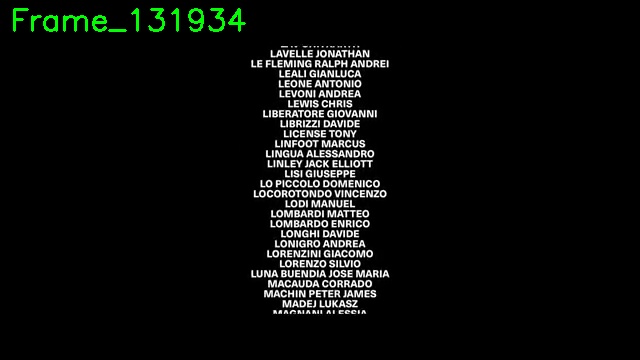 Frame_131934
LAVELLE JONATHAN
LE FLEMING RALPH ANDREI
LEALI GIANLUCA
LEONE ANTONIO
LEVONI ANDREA
LEWIS CHRIS
LIBERATORE GIOVANNI
LIBRIZZI DAVIDE
LICENSE TONY
LINFOOT MARCUS
LINGUA ALESSANDRO
LINLEY JACK ELLIOTT
LISI GIUSEPPE
LO PICCOLO DOMENICO
LOCOROTONDO VINCENZO
LODI MANUEL
LOMBARDI MATTEO
LOMBARDO ENRICO
LONGHI DAVIDE
LONIGRO ANDREA
LORENZINI GIACOMO
LORENZO SILVIO
LUNA BUENDIA JOSE MARIA
MACAUDA CORRADO
MACHIN PETER JAMES
MADEJ LUKASZ
MAGNANI ALESSIA